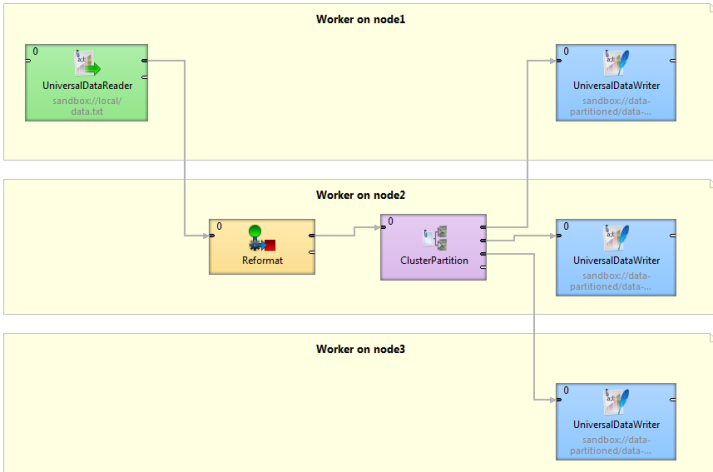 Worker on node1
0
UniversalDataReader
sandbox://local/
data.txt
0
UniversalDataWriter
sandbox://data-
partitioned/data-...
Worker on node2
0
Reformat
0
ClusterPartition
0
UniversalDataWriter
sandbox://data-
partitioned/data-...
Worker on node3
0
UniversalDataWriter
sandbox://data-
partitioned/data-...